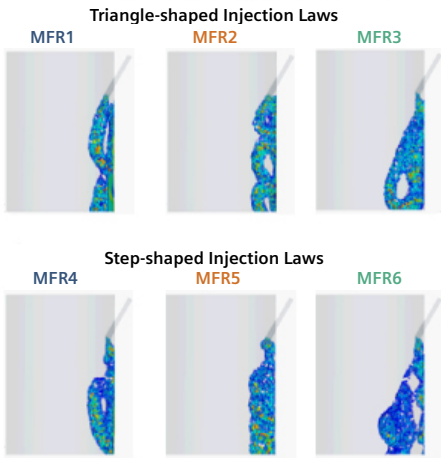 Triangle-shaped Injection Laws
MFR1 MFR2 MFR3
Step-shaped Injection Laws
MFR4 MFR5 MFR6